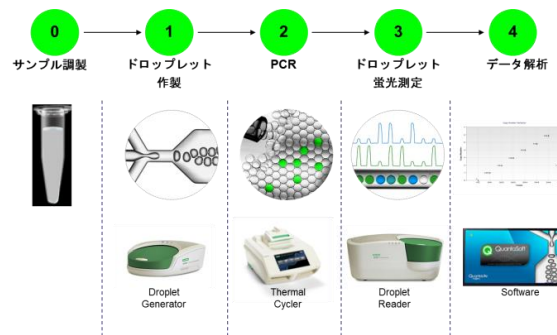 0
1
2
3
4
サンプル調製
ドロップレット
作製
PCR
ドロップレット
蛍光測定
データ解析
QuantaSoft
Droplet
Generator
Thermal
Cycler
Droplet
Reader
Software